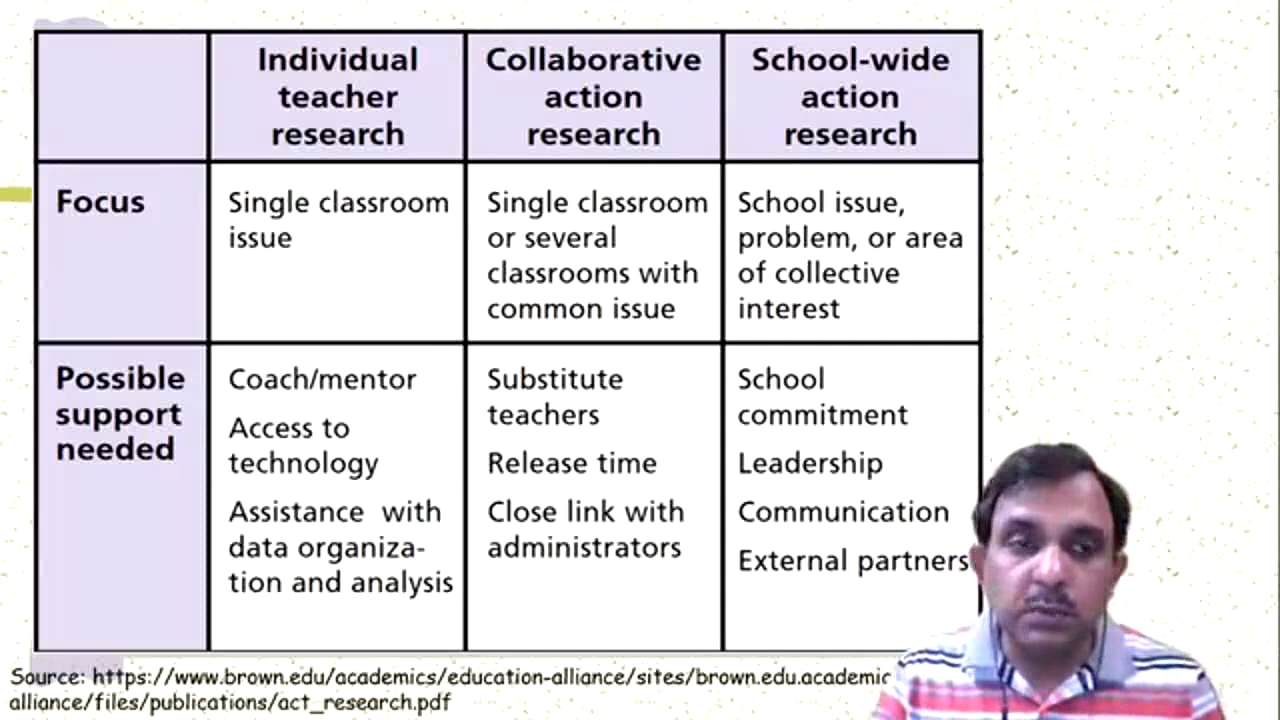 Individual
teacher
research
Collaborative
action
research
School-wide
action
research
Focus
Single classroom
issue
Single classroom
or several
classrooms with
common issue
School issue,
problem, or area
of collective
interest
Possible
support
needed
Coach/mentor
Access to
technology
Assistance with
data organiza-
tion and analysis
Substitute
teachers
Release time
Close link with
administrators
School
commitment
Leadership
Communication
External partners
Source: https://www.brown.edu/academics/education-alliance/sites/brown.edu.academic
alliance/files/publications/act_research.pdf